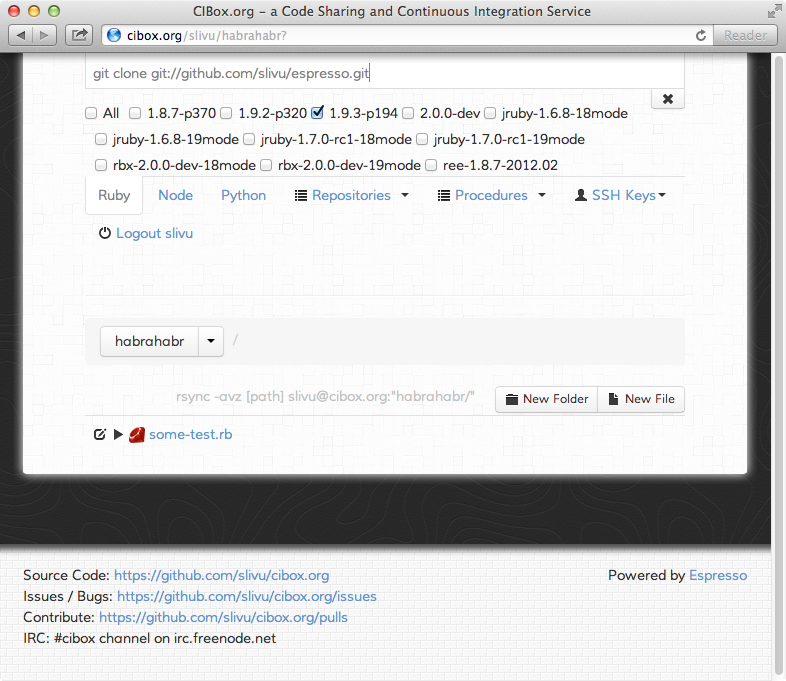 CIBox.org – a Code Sharing and Continuous Integration Service
cibox.org/slivu/habrahabr?
Reader
git clone git://github.com/slivu/espresso.git
All 1.8.7-p370 1.9.2-p320 1.9.3-p194 2.0.0-dev jruby-1.6.8-18mode
jruby-1.6.8-19mode jruby-1.7.0-rc1-18mode jruby-1.7.0-rc1-19mode
rbx-2.0.0-dev-18mode rbx-2.0.0-dev-19mode ree-1.8.7-2012.02
Ruby Node Python Repositories Procedures SSH Keys
Logout slivu
habrahabr /
rsync -avz [path] slivu@cibox.org:"habrahabr/" New Folder New File
some-test.rb
Source Code: https://github.com/slivu/cibox.org Powered by Espresso
Issues / Bugs: https://github.com/slivu/cibox.org/issues
Contribute: https://github.com/slivu/cibox.org/pulls
IRC: #cibox channel on irc.freenode.net